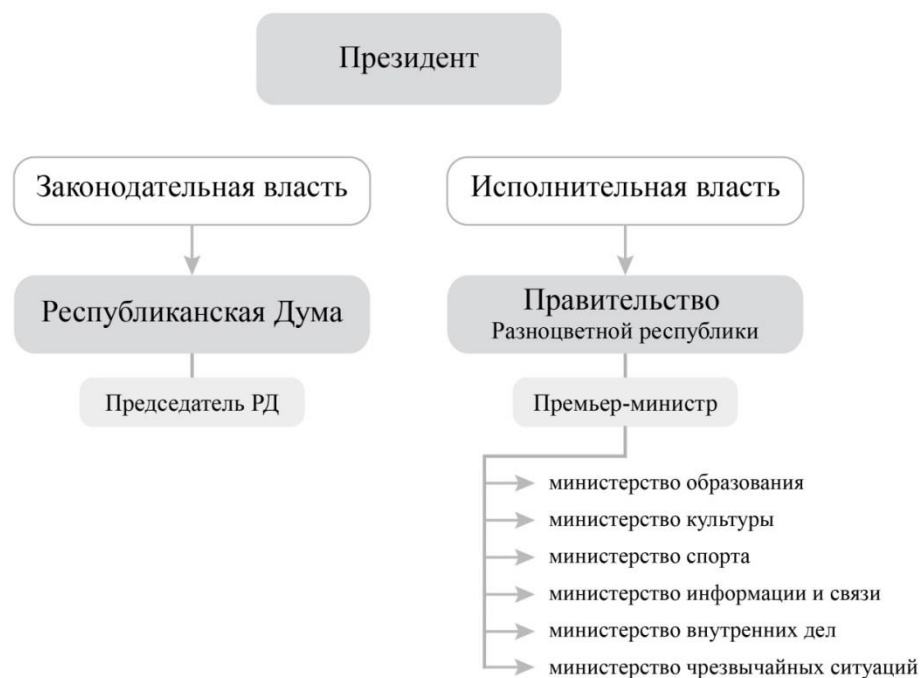 Президент
Законодательная власть
Республиканская Дума
Председатель РД
Исполнительная власть
Правительство
Разноцветной республики
Премьер-министр
министерство образования
министерство культуры
министерство спорта
министерство информации и связи
министерство внутренних дел
министерство чрезвычайных ситуаций